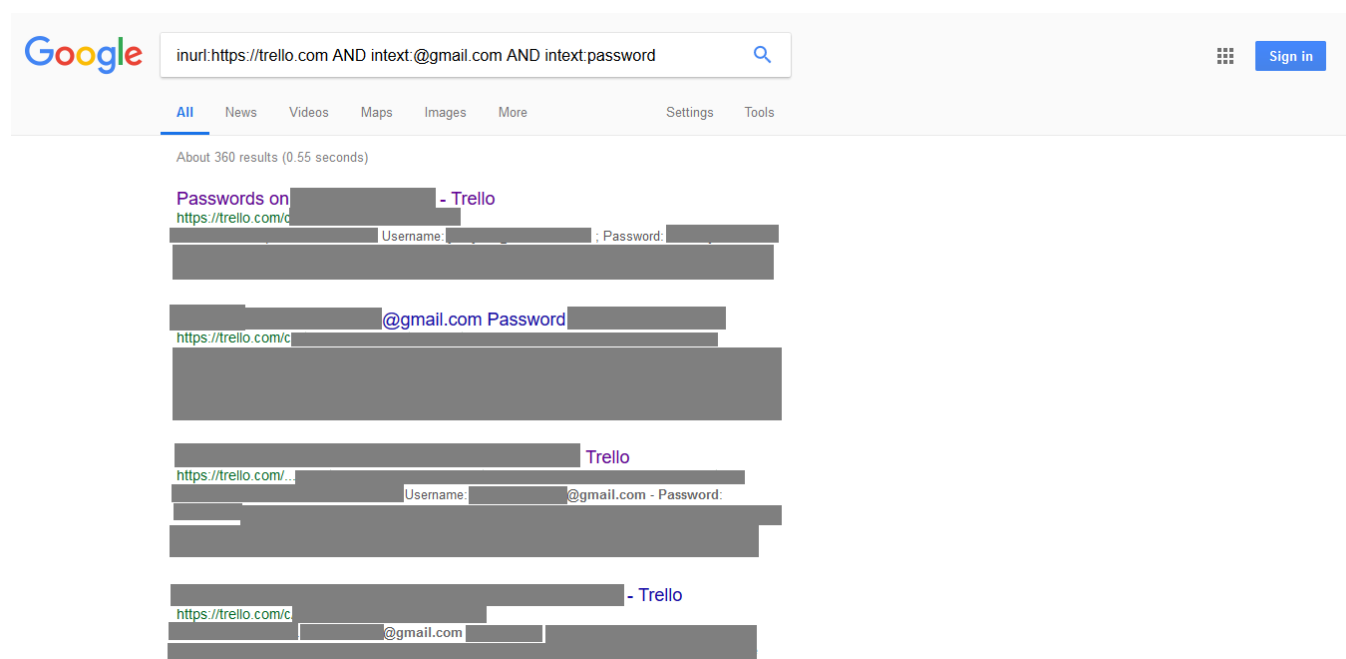 Google
inurl:https://trello.com AND intext:@gmail.com AND intext:password
Sign in
All News Videos Maps Images More Settings Tools
About 360 results (0.55 seconds)
Passwords on - Trello
https://trello.com/c
Username: ; Password:
@gmail.com Password
https://trello.com/c
Trello
https://trello.com/...
Username: @gmail.com - Password:
- Trello
https://trello.com/c
@gmail.com